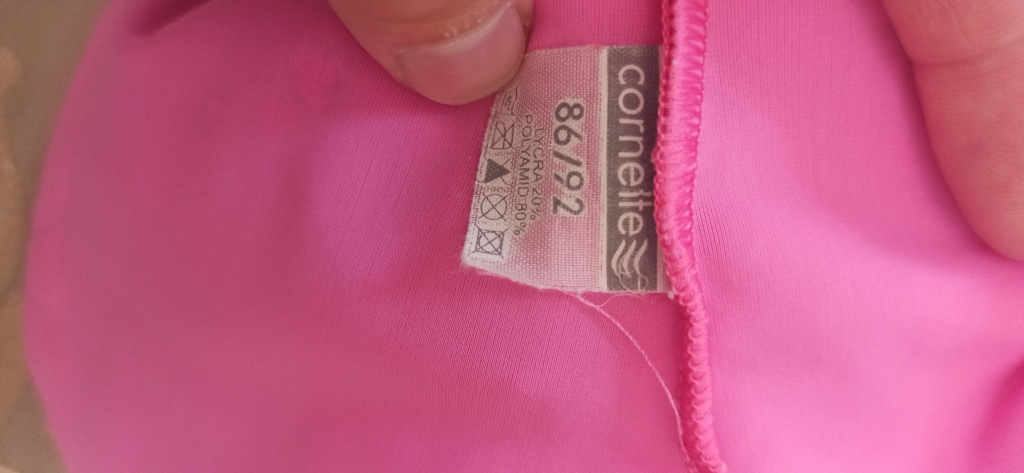 cornette
86/92
LYCRA 20%
POLYAMID 80%